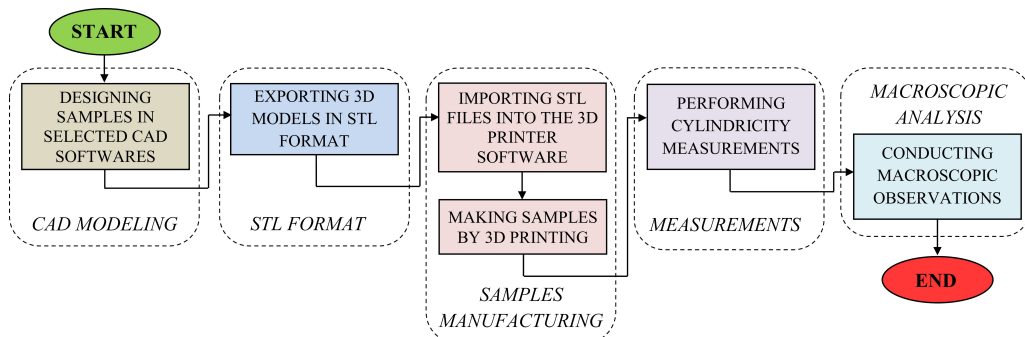 START
DESIGNING
SAMPLES IN
SELECTED CAD
SOFTWARES
CAD MODELING
EXPORTING 3D
MODELS IN STL
FORMAT
STL FORMAT
IMPORTING STL
FILES INTO THE 3D
PRINTER
SOFTWARE
MAKING SAMPLES
BY 3D PRINTING
SAMPLES
MANUFACTURING
PERFORMING
CYLINDRICITY
MEASUREMENTS
MEASUREMENTS
MACROSCOPIC
ANALYSIS
CONDUCTING
MACROSCOPIC
OBSERVATIONS
END